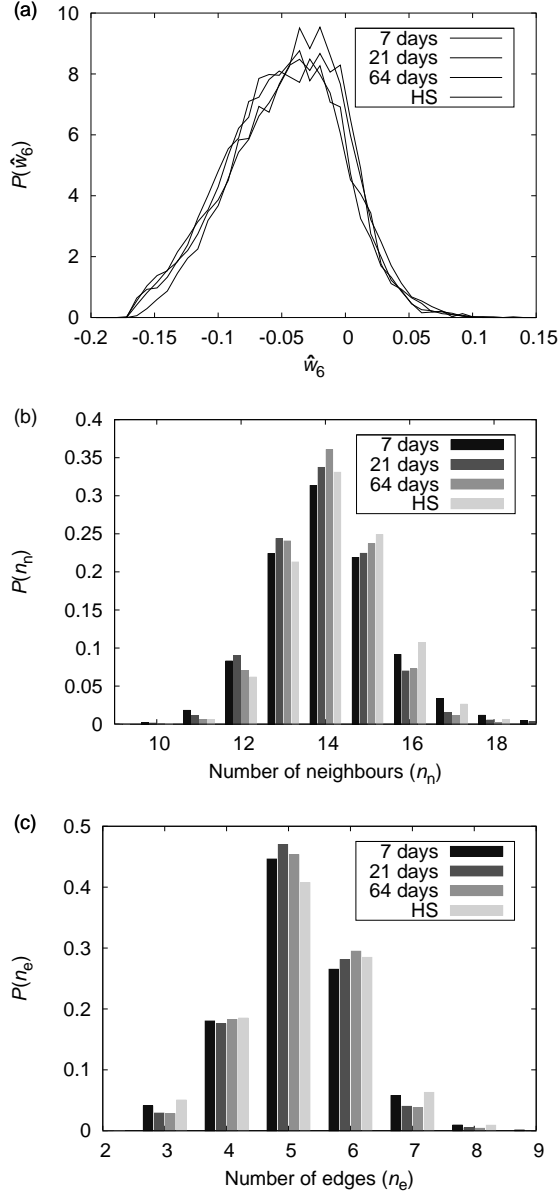 (a)
10
8
6
4
2
0
P(ŵ6)
7 days
21 days
64 days
HS
-0.2 -0.15 -0.1 -0.05 0 0.05 0.1 0.15
ŵ6
(b)
0.4
0.35
0.3
0.25
0.2
0.15
0.1
0.05
0
P(nn)
7 days
21 days
64 days
HS
10 12 14 16 18
Number of neighbours (nn)
(c)
0.5
0.4
0.3
0.2
0.1
0
P(ne)
7 days
21 days
64 days
HS
2 3 4 5 6 7 8 9
Number of edges (ne)